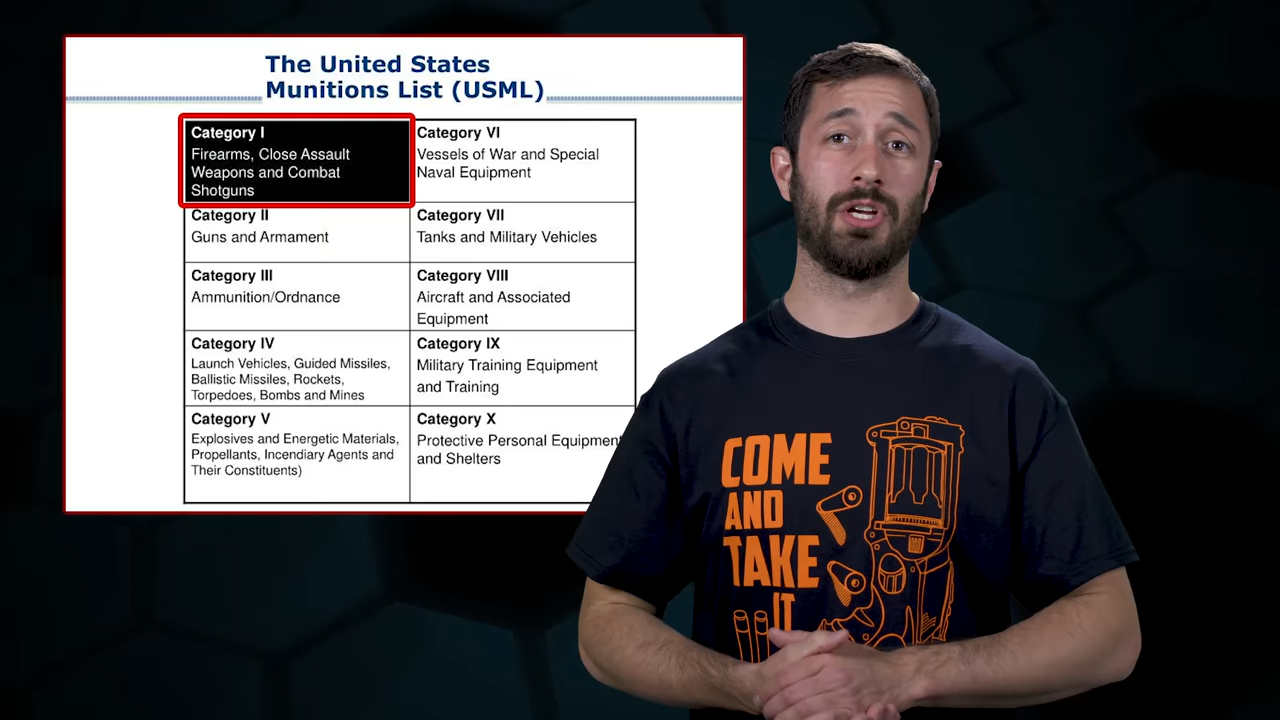 The United States
Munitions List (USML)
Category I
Firearms, Close Assault
Weapons and Combat
Shotguns
Category VI
Vessels of War and Special
Naval Equipment
Category II
Guns and Armament
Category VII
Tanks and Military Vehicles
Category III
Ammunition/Ordnance
Category VIII
Aircraft and Associated
Equipment
Category IV
Launch Vehicles, Guided Missiles,
Ballistic Missiles, Rockets,
Torpedoes, Bombs and Mines
Category IX
Military Training Equipment
and Training
Category V
Explosives and Energetic Materials,
Propellants, Incendiary Agents and
Their Constituents)
Category X
Protective Personal Equipment
and Shelters
COME
AND
TAKE
IT